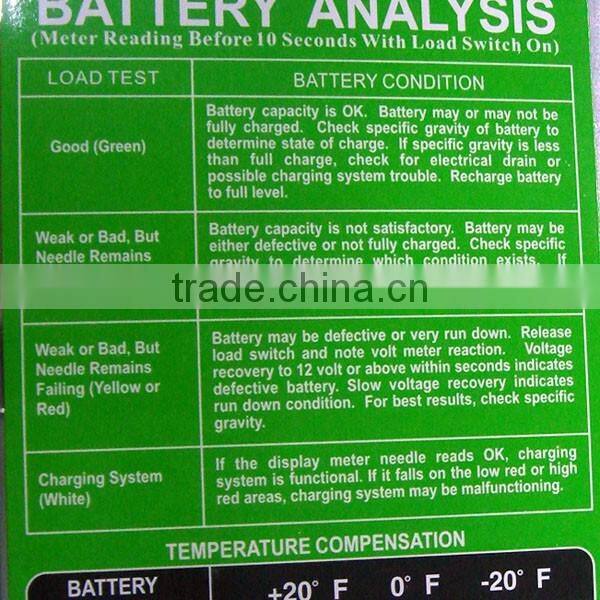 BATTERY ANALYSIS
(Meter Reading Before 10 Seconds With Load Switch On)
LOAD TEST
BATTERY CONDITION
Good (Green)
Battery capacity is OK. Battery may or may not be
fully charged. Check specific gravity of battery to
determine state of charge. If specific gravity is less
than full charge, check for electrical drain or
possible charging system trouble. Recharge battery
to full level.
Weak or Bad, But
Needle Remains
Battery capacity is not satisfactory. Battery may be
either defective or not fully charged. Check specific
gravity to determine which condition exists. If
trade.china.cn
Weak or Bad, But
Needle Remains
Failing (Yellow or
Red)
Battery may be defective or very run down. Release
load switch and note volt meter reaction. Voltage
recovery to 12 volt or above within seconds indicates
defective battery. Slow voltage recovery indicates
run down condition. For best results, check specific
gravity.
Charging System
(White)
If the display meter needle reads OK, charging
system is functional. If it falls on the low red or high
red areas, charging system may be malfunctioning.
TEMPERATURE COMPENSATION
BATTERY
+20° F 0° F -20° F